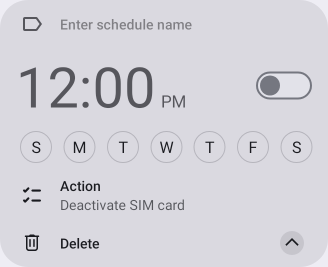 Enter schedule name
12:00 PM
S M T W T F S
Action
Deactivate SIM card
Delete